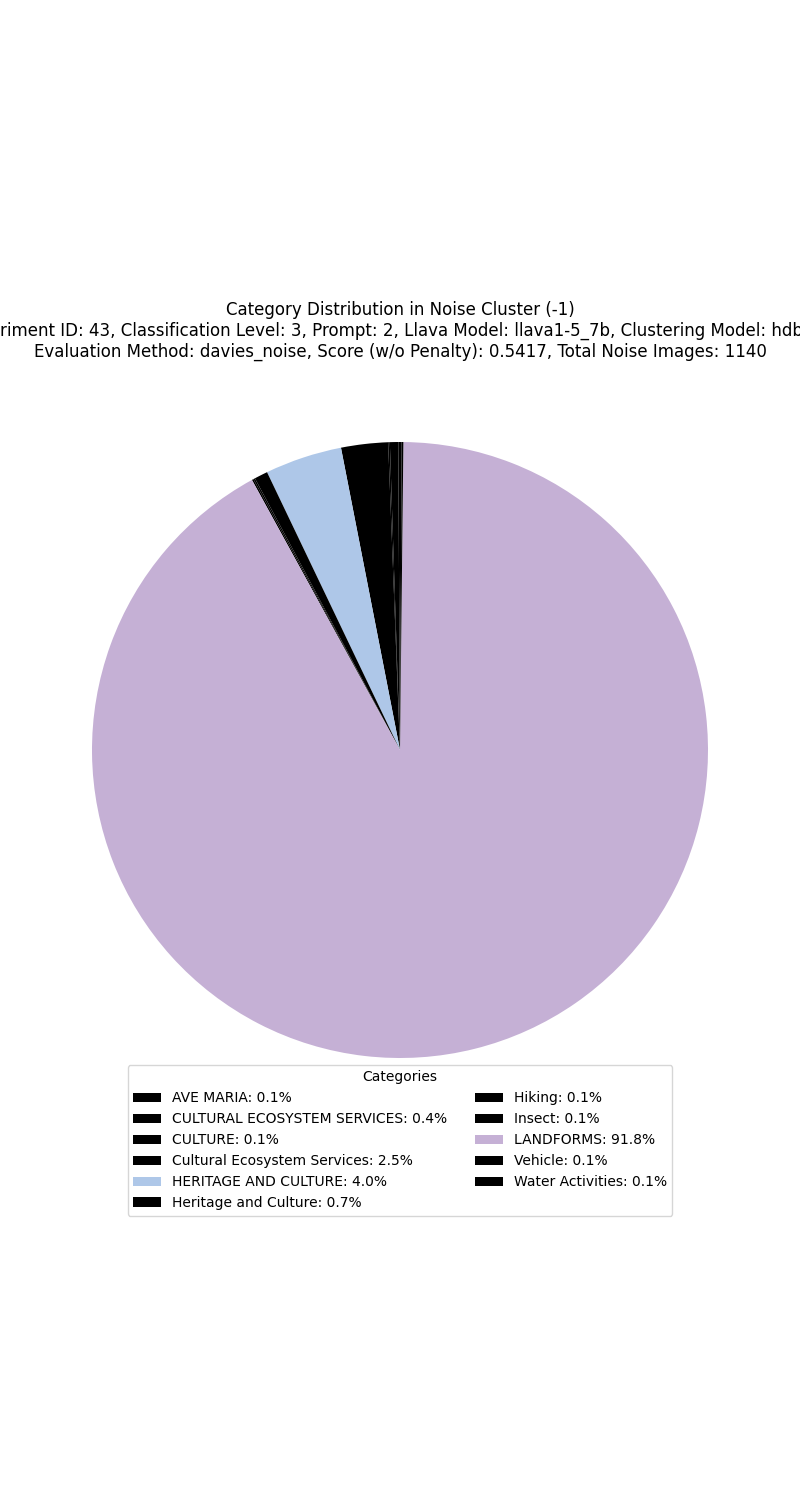 Category Distribution in Noise Cluster (-1)
riment ID: 43, Classification Level: 3, Prompt: 2, Llava Model: llava1-5_7b, Clustering Model: hdb
Evaluation Method: davies_noise, Score (w/o Penalty): 0.5417, Total Noise Images: 1140
Categories
AVE MARIA: 0.1%
CULTURAL ECOSYSTEM SERVICES: 0.4%
CULTURE: 0.1%
Cultural Ecosystem Services: 2.5%
HERITAGE AND CULTURE: 4.0%
Heritage and Culture: 0.7%
Hiking: 0.1%
Insect: 0.1%
LANDFORMS: 91.8%
Vehicle: 0.1%
Water Activities: 0.1%